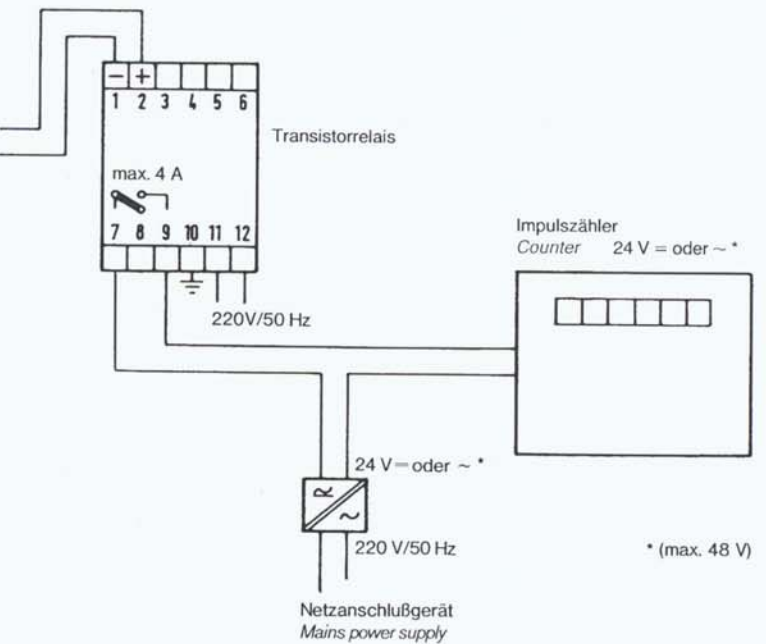 − +
1 2 3 4 5 6
Transistorrelais
max. 4 A
7 8 9 10 11 12
220V/50 Hz
Impulszähler
Counter 24 V = oder ~ *
24 V = oder ~ *
R
~
220 V/50 Hz
* (max. 48 V)
Netzanschlußgerät
Mains power supply